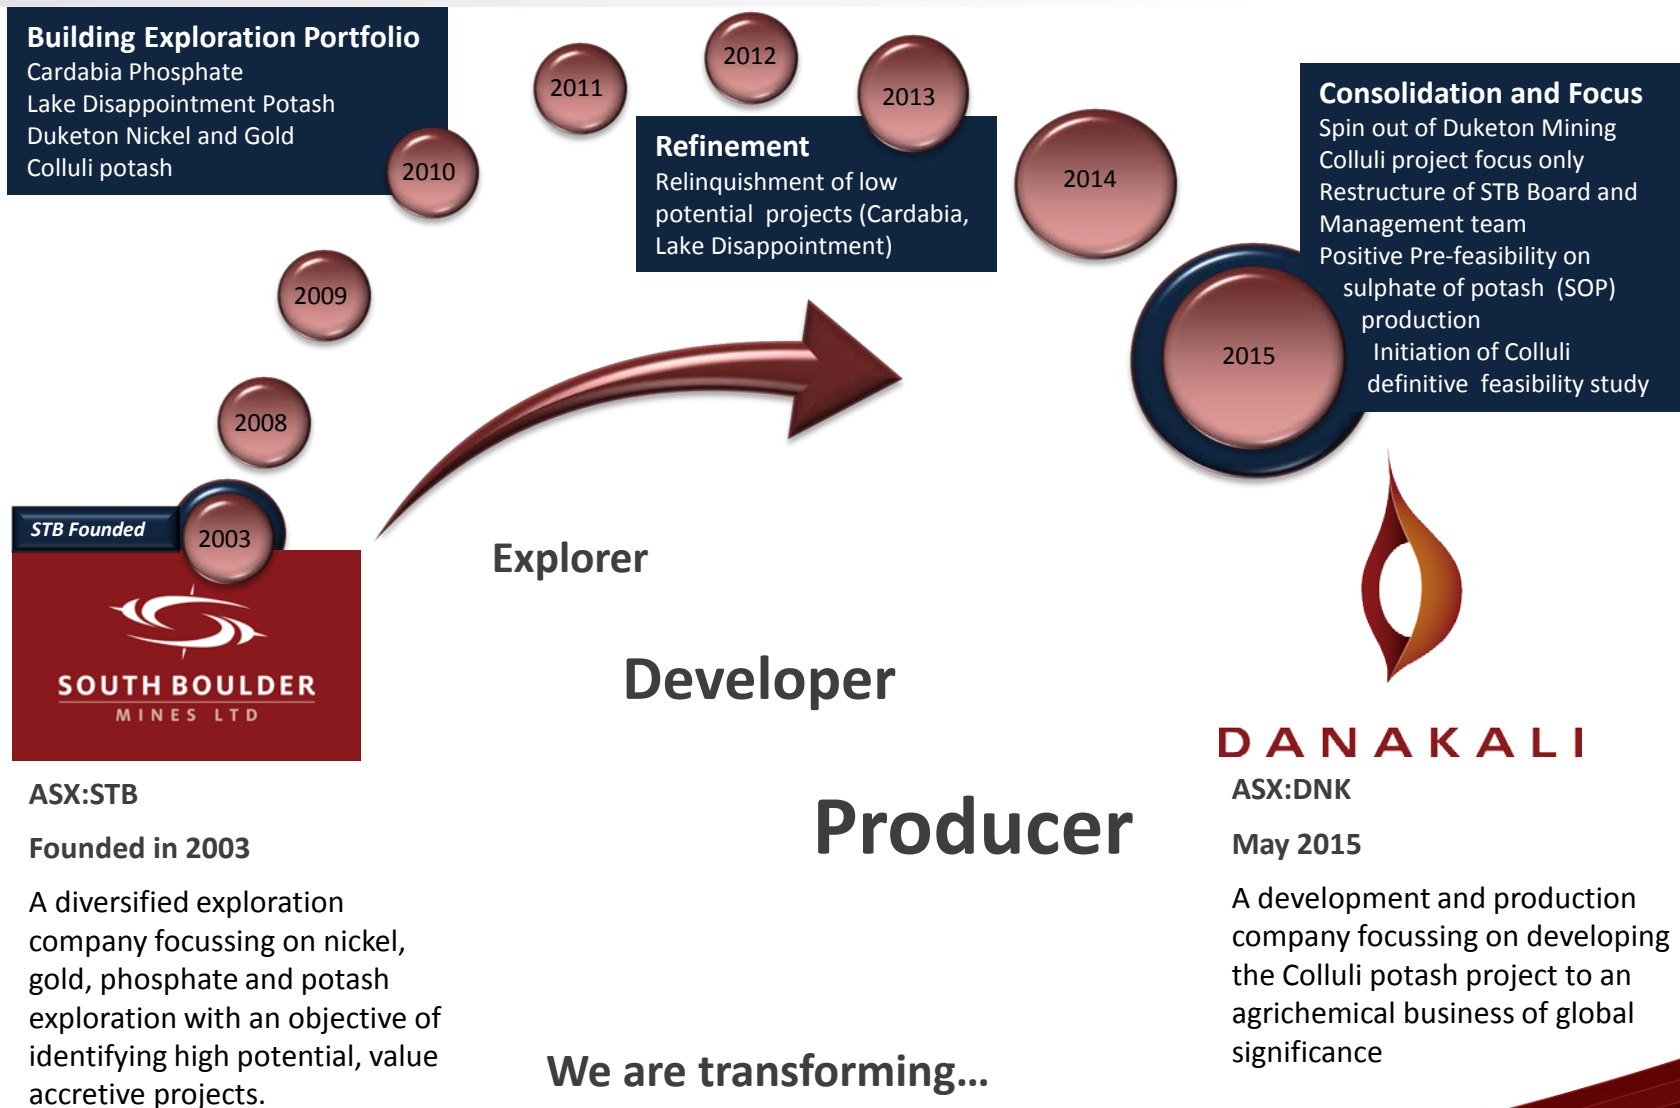 Building Exploration Portfolio
Cardabia Phosphate
Lake Disappointment Potash
Duketon Nickel and Gold
Colluli potash
2010
2011
2012
2013
Refinement
Relinquishment of low
potential  projects (Cardabia,
Lake Disappointment)
2014
Consolidation and Focus
Spin out of Duketon Mining
Colluli project focus only
Restructure of STB Board and
Management team
Positive Pre-feasibility on
sulphate of potash  (SOP)
production
Initiation of Colluli
definitive  feasibility study
2015
2009
2008
2003
STB Founded
SOUTH BOULDER
MINES LTD
ASX:STB
Founded in 2003
A diversified exploration
company focussing on nickel,
gold, phosphate and potash
exploration with an objective of
identifying high potential, value
accretive projects.
Explorer
Developer
Producer
We are transforming...
DANAKALI
ASX:DNK
May 2015
A development and production
company focussing on developing
the Colluli potash project to an
agrichemical business of global
significance